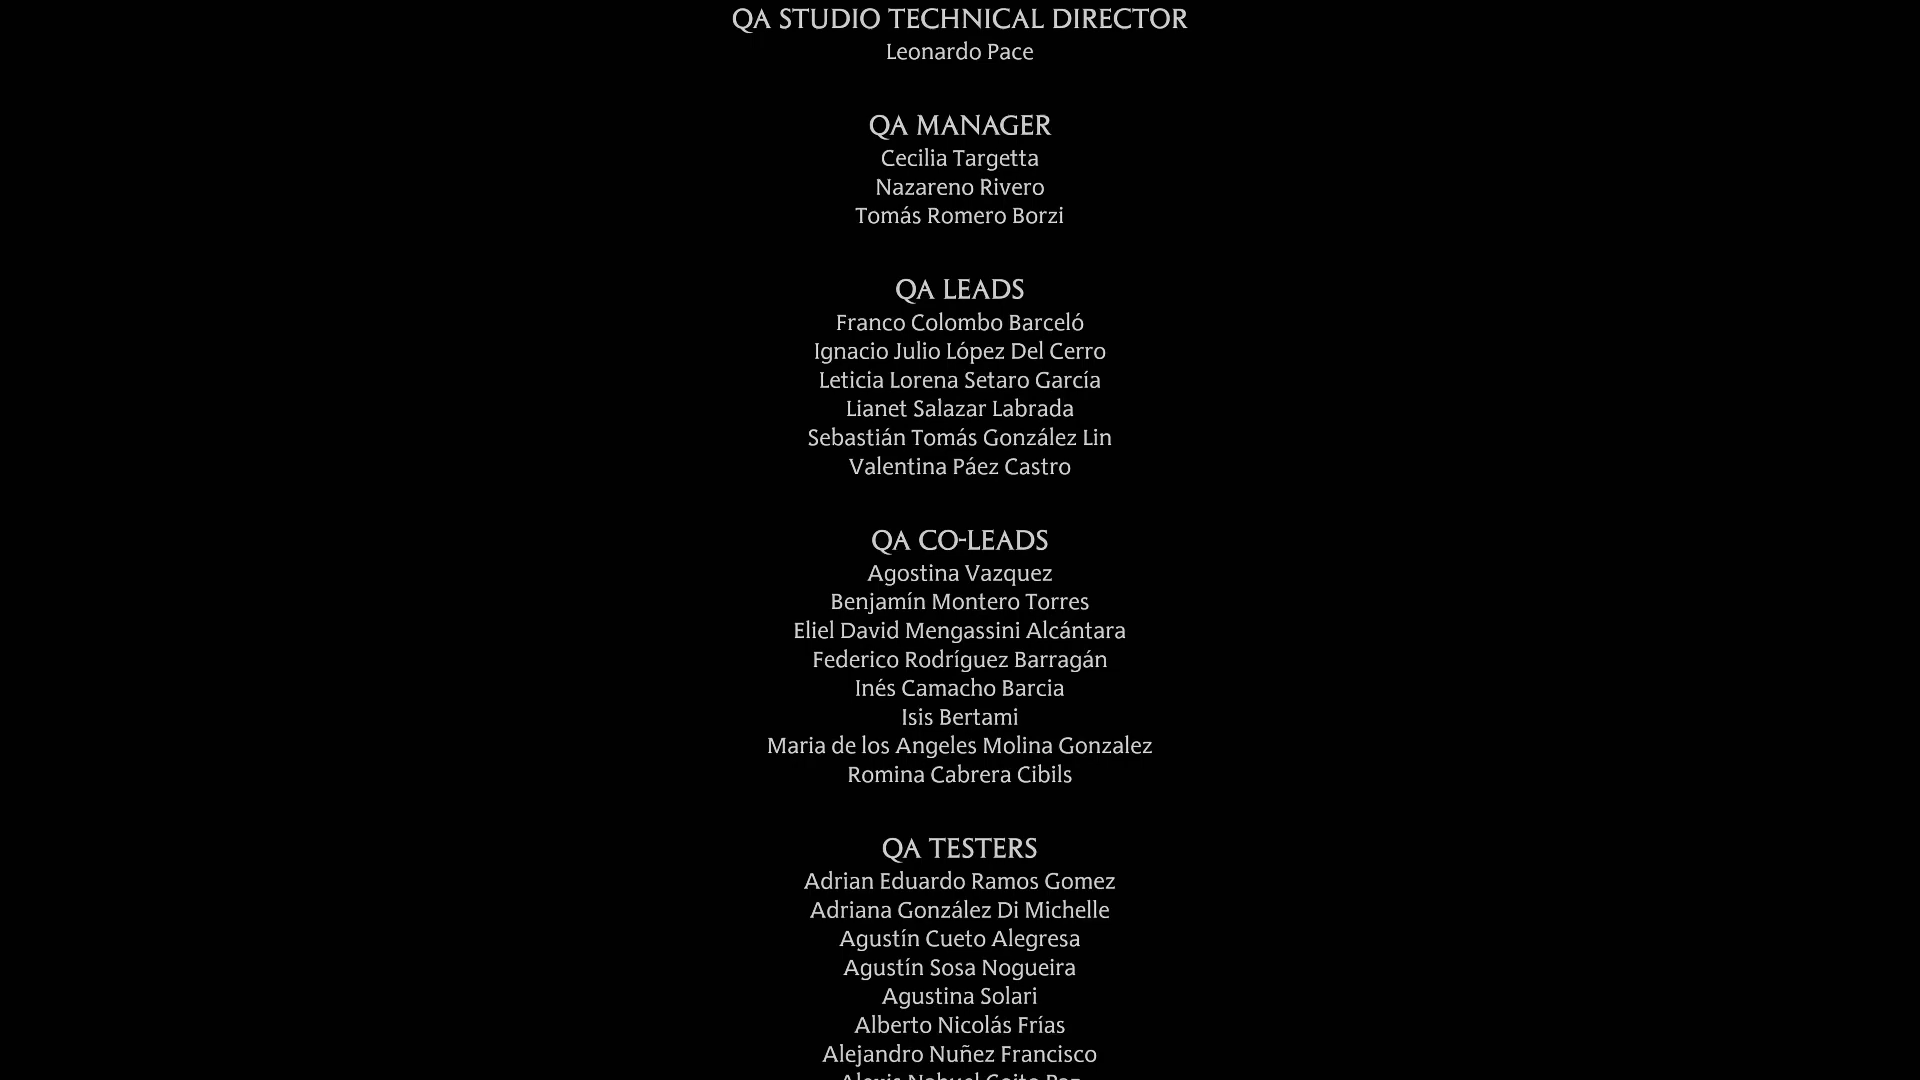 QA STUDIO TECHNICAL DIRECTOR
Leonardo Pace
QA MANAGER
Cecilia Targetta
Nazareno Rivero
Tomás Romero Borzi
QA LEADS
Franco Colombo Barceló
Ignacio Julio López Del Cerro
Leticia Lorena Setaro García
Lianet Salazar Labrada
Sebastián Tomás González Lin
Valentina Páez Castro
QA CO-LEADS
Agostina Vazquez
Benjamín Montero Torres
Eliel David Mengassini Alcántara
Federico Rodríguez Barragán
Inés Camacho Barcia
Isis Bertami
Maria de los Angeles Molina Gonzalez
Romina Cabrera Cibils
QA TESTERS
Adrian Eduardo Ramos Gomez
Adriana González Di Michelle
Agustín Cueto Alegresa
Agustín Sosa Nogueira
Agustina Solari
Alberto Nicolás Frías
Alejandro Nuñez Francisco